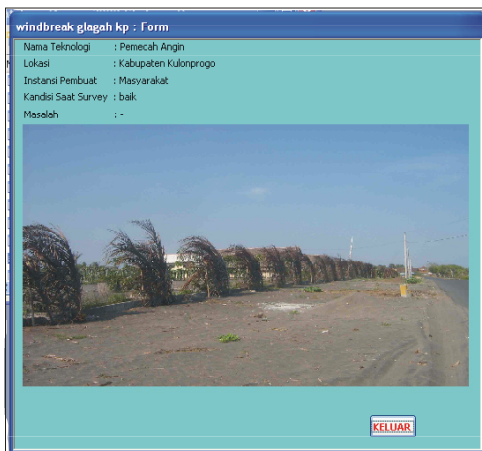 windbreak glagah kp : Form
Nama Teknologi : Pemecah Angin
Lokasi : Kabupaten Kulonprogo
Instansi Pembuat : Masyarakat
Kandisi Saat Survey : baik
Masalah : -
KELUAR